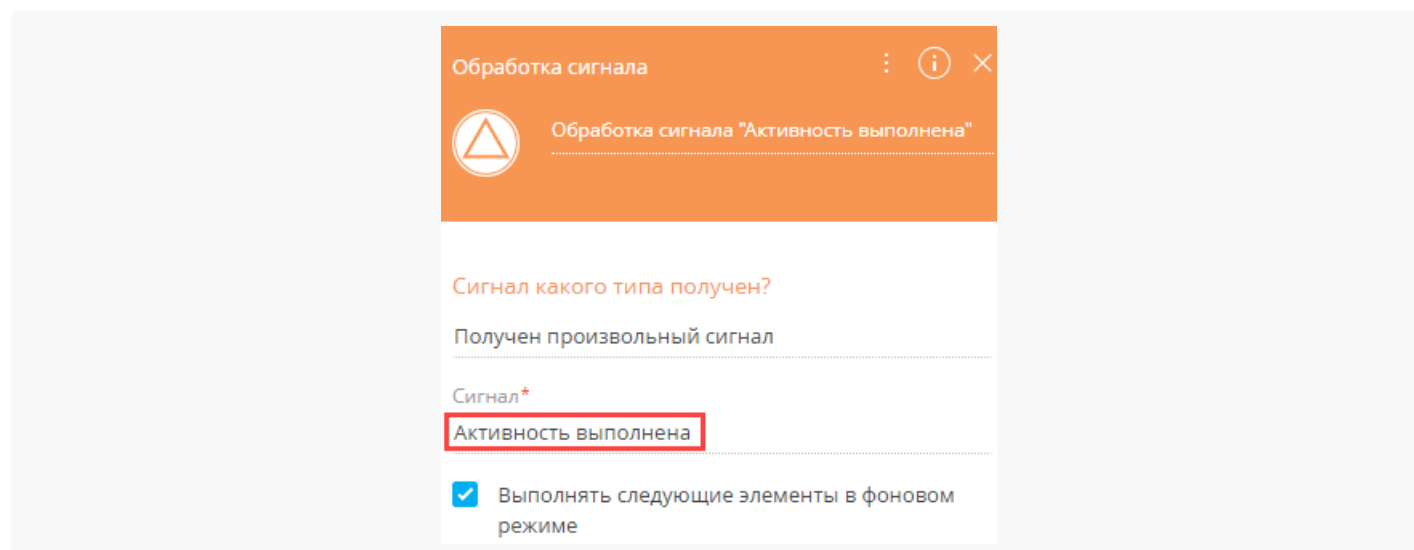 Обработка сигнала
Обработка сигнала "Активность выполнена"
Сигнал какого типа получен?
Получен произвольный сигнал
Сигнал*
Активность выполнена
Выполнять следующие элементы в фоновом
режиме